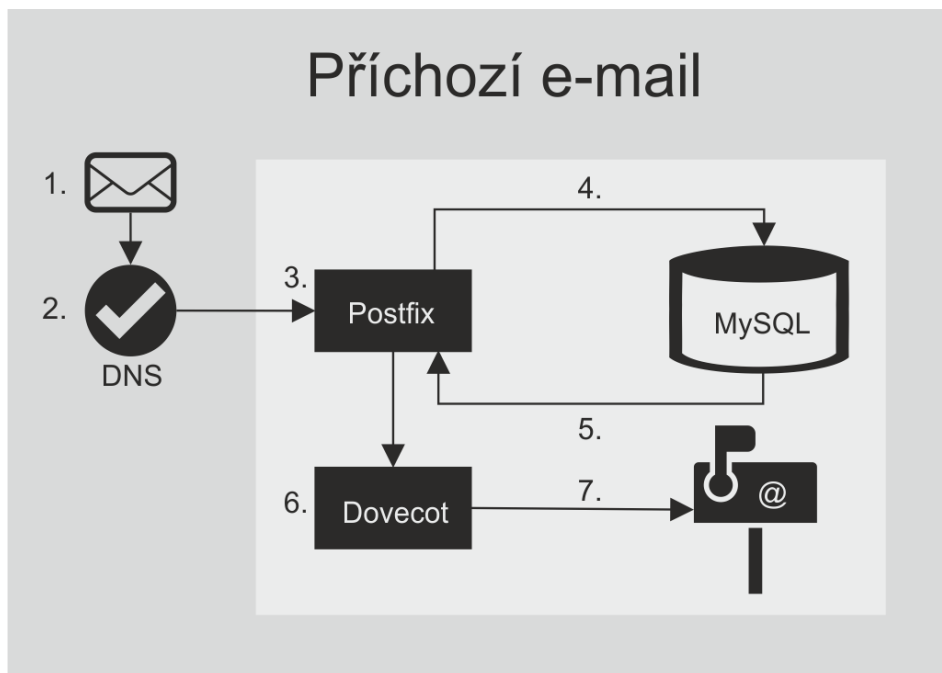 Příchozí e-mail
1.
2.
DNS
3.
Postfix
4.
MySQL
5.
6.
Dovecot
7.
@